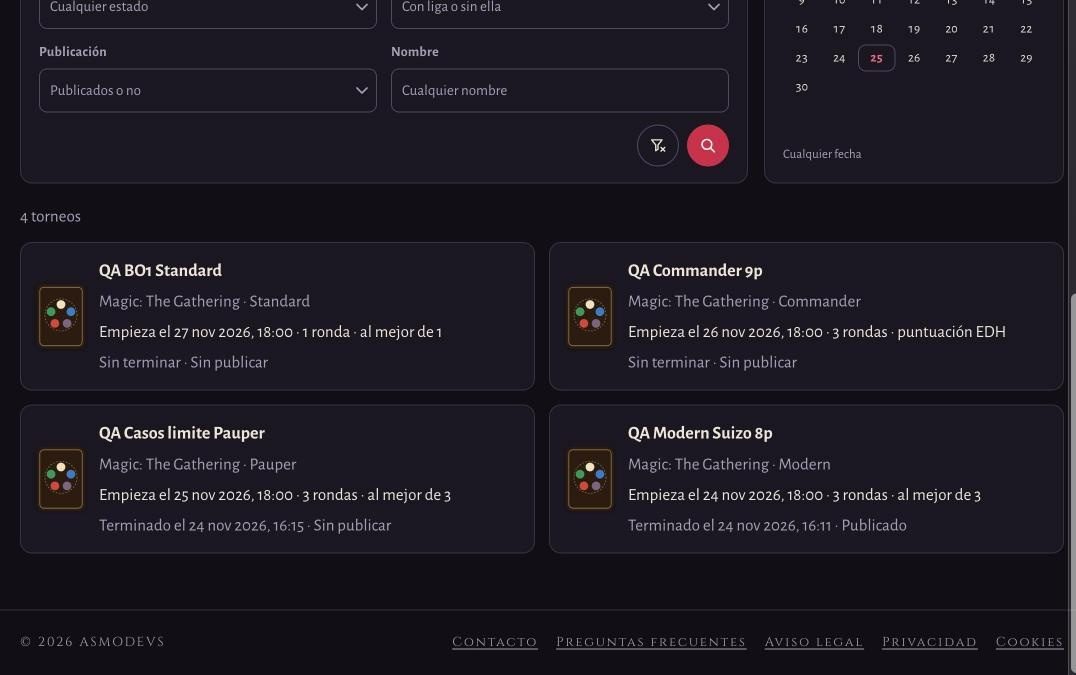 Cualquier estado
Con liga o sin ella
Publicación
Nombre
Publicados o no
Cualquier nombre
9 10 11 12 13 14 15
16 17 18 19 20 21 22
23 24 25 26 27 28 29
30
Cualquier fecha
4 torneos
QA BO1 Standard
Magic: The Gathering · Standard
Empieza el 27 nov 2026, 18:00 · 1 ronda · al mejor de 1
Sin terminar · Sin publicar
QA Commander 9p
Magic: The Gathering · Commander
Empieza el 26 nov 2026, 18:00 · 3 rondas · puntuación EDH
Sin terminar · Sin publicar
QA Casos limite Pauper
Magic: The Gathering · Pauper
Empieza el 25 nov 2026, 18:00 · 3 rondas · al mejor de 3
Terminado el 24 nov 2026, 16:15 · Sin publicar
QA Modern Suizo 8p
Magic: The Gathering · Modern
Empieza el 24 nov 2026, 18:00 · 3 rondas · al mejor de 3
Terminado el 24 nov 2026, 16:11 · Publicado
© 2026 ASMODEVS
Contacto Preguntas frecuentes Aviso legal Privacidad Cookies